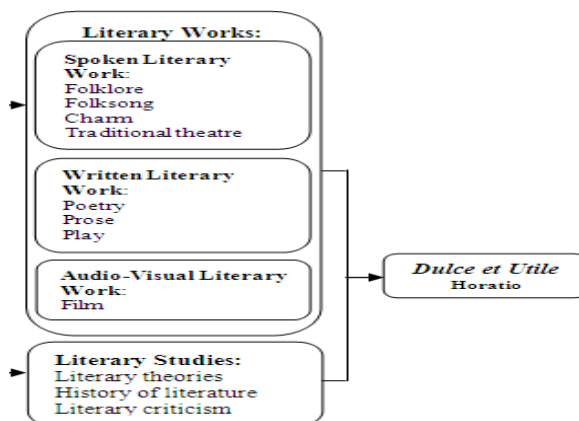 Literary Works:
Spoken Literary
Work:
Folklore
Folksong
Charm
Traditional theatre
Written Literary
Work:
Poetry
Prose
Play
Audio-Visual Literary
Work:
Film
Dulce et Utile
Horatio
Literary Studies:
Literary theories
History of literature
Literary criticism